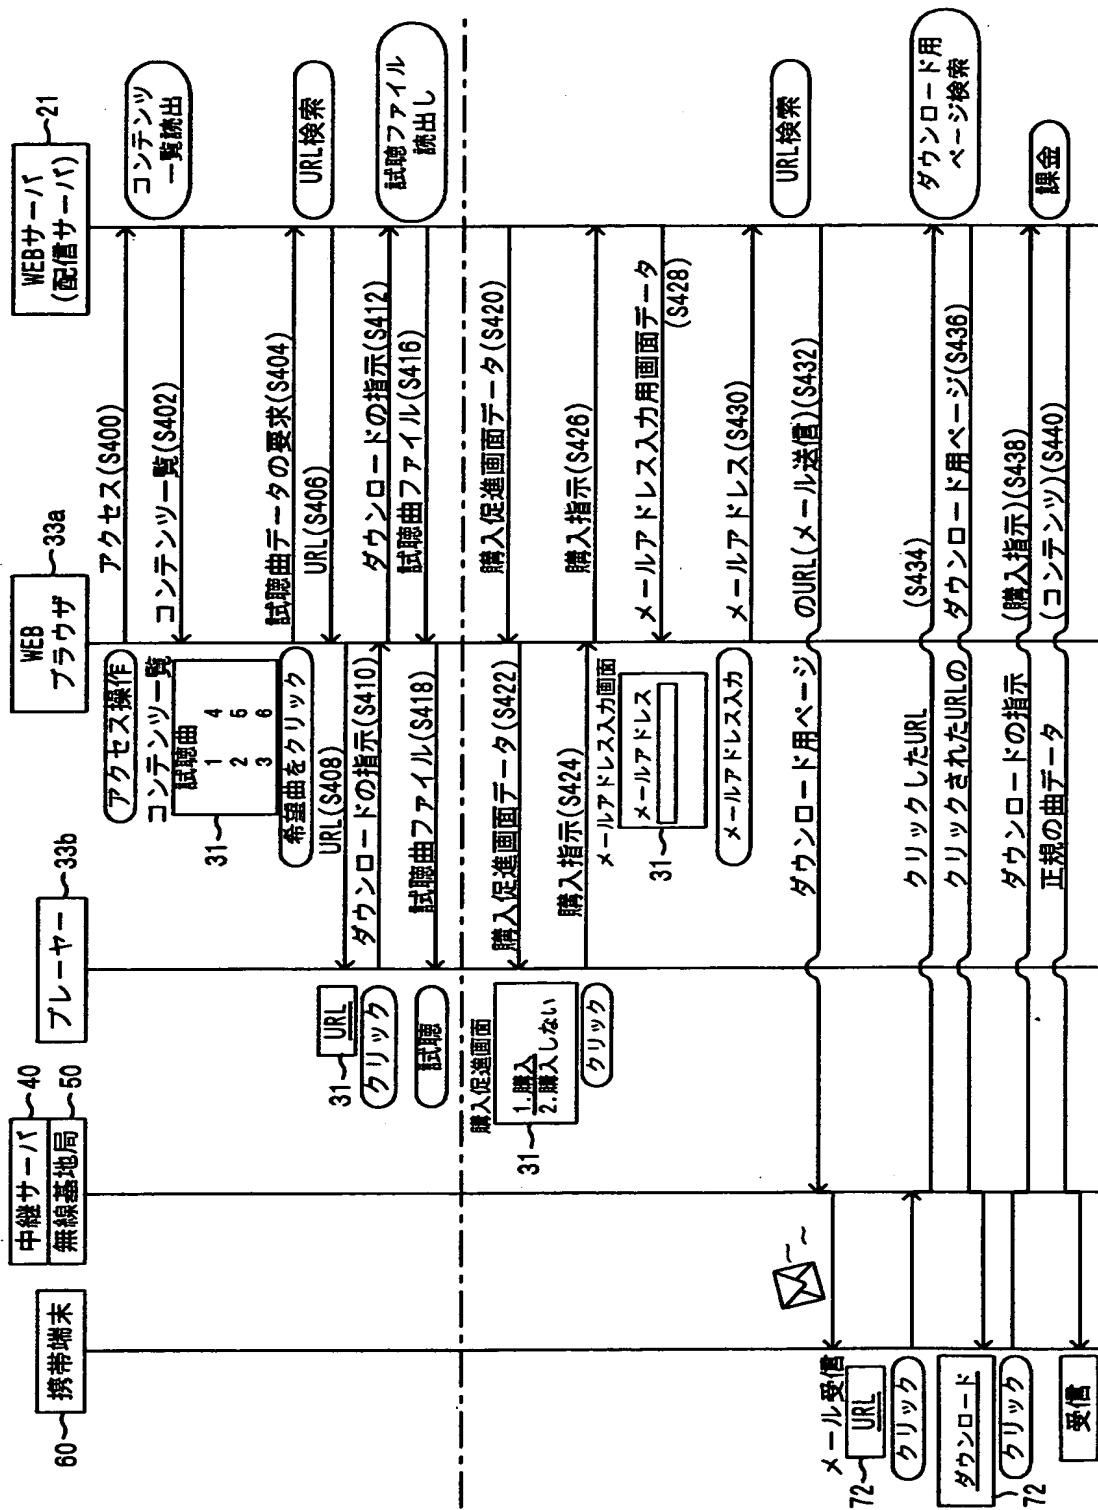 携帯端末
60
中継サーバ
40
無線基地局
50
プレーヤー
33b
WEB
ブラウザ
33a
WEBサーバ
(配信サーバ)
21
アクセス操作
アクセス(S400)
コンテンツ
一覧読出
コンテンツ一覧(S402)
コンテンツ一覧
試聴曲
1 4
2 5
3 6
31
希望曲をクリック
試聴曲データの要求(S404)
URL検索
URL(S406)
URL(S408)
URL
31
クリック
ダウンロードの指示(S410)
ダウンロードの指示(S412)
試聴ファイル
読出し
試聴曲ファイル(S416)
試聴曲ファイル(S418)
試聴
購入促進画面データ(S420)
購入促進画面データ(S422)
購入促進画面
1.購入
2.購入しない
31
クリック
購入指示(S424)
購入指示(S426)
メールアドレス入力用画面データ
(S428)
メールアドレス入力画面
メールアドレス
31
メールアドレス入力
メールアドレス(S430)
URL検索
ダウンロード用ページのURL(メール送信)(S432)
メール受信
URL
72
クリック
クリックしたURL (S434)
ダウンロード用
ページ検索
クリックされたURLのダウンロード用ページ(S436)
ダウンロード
72
クリック
ダウンロードの指示(購入指示)(S438)
課金
正規の曲データ(コンテンツ)(S440)
受信